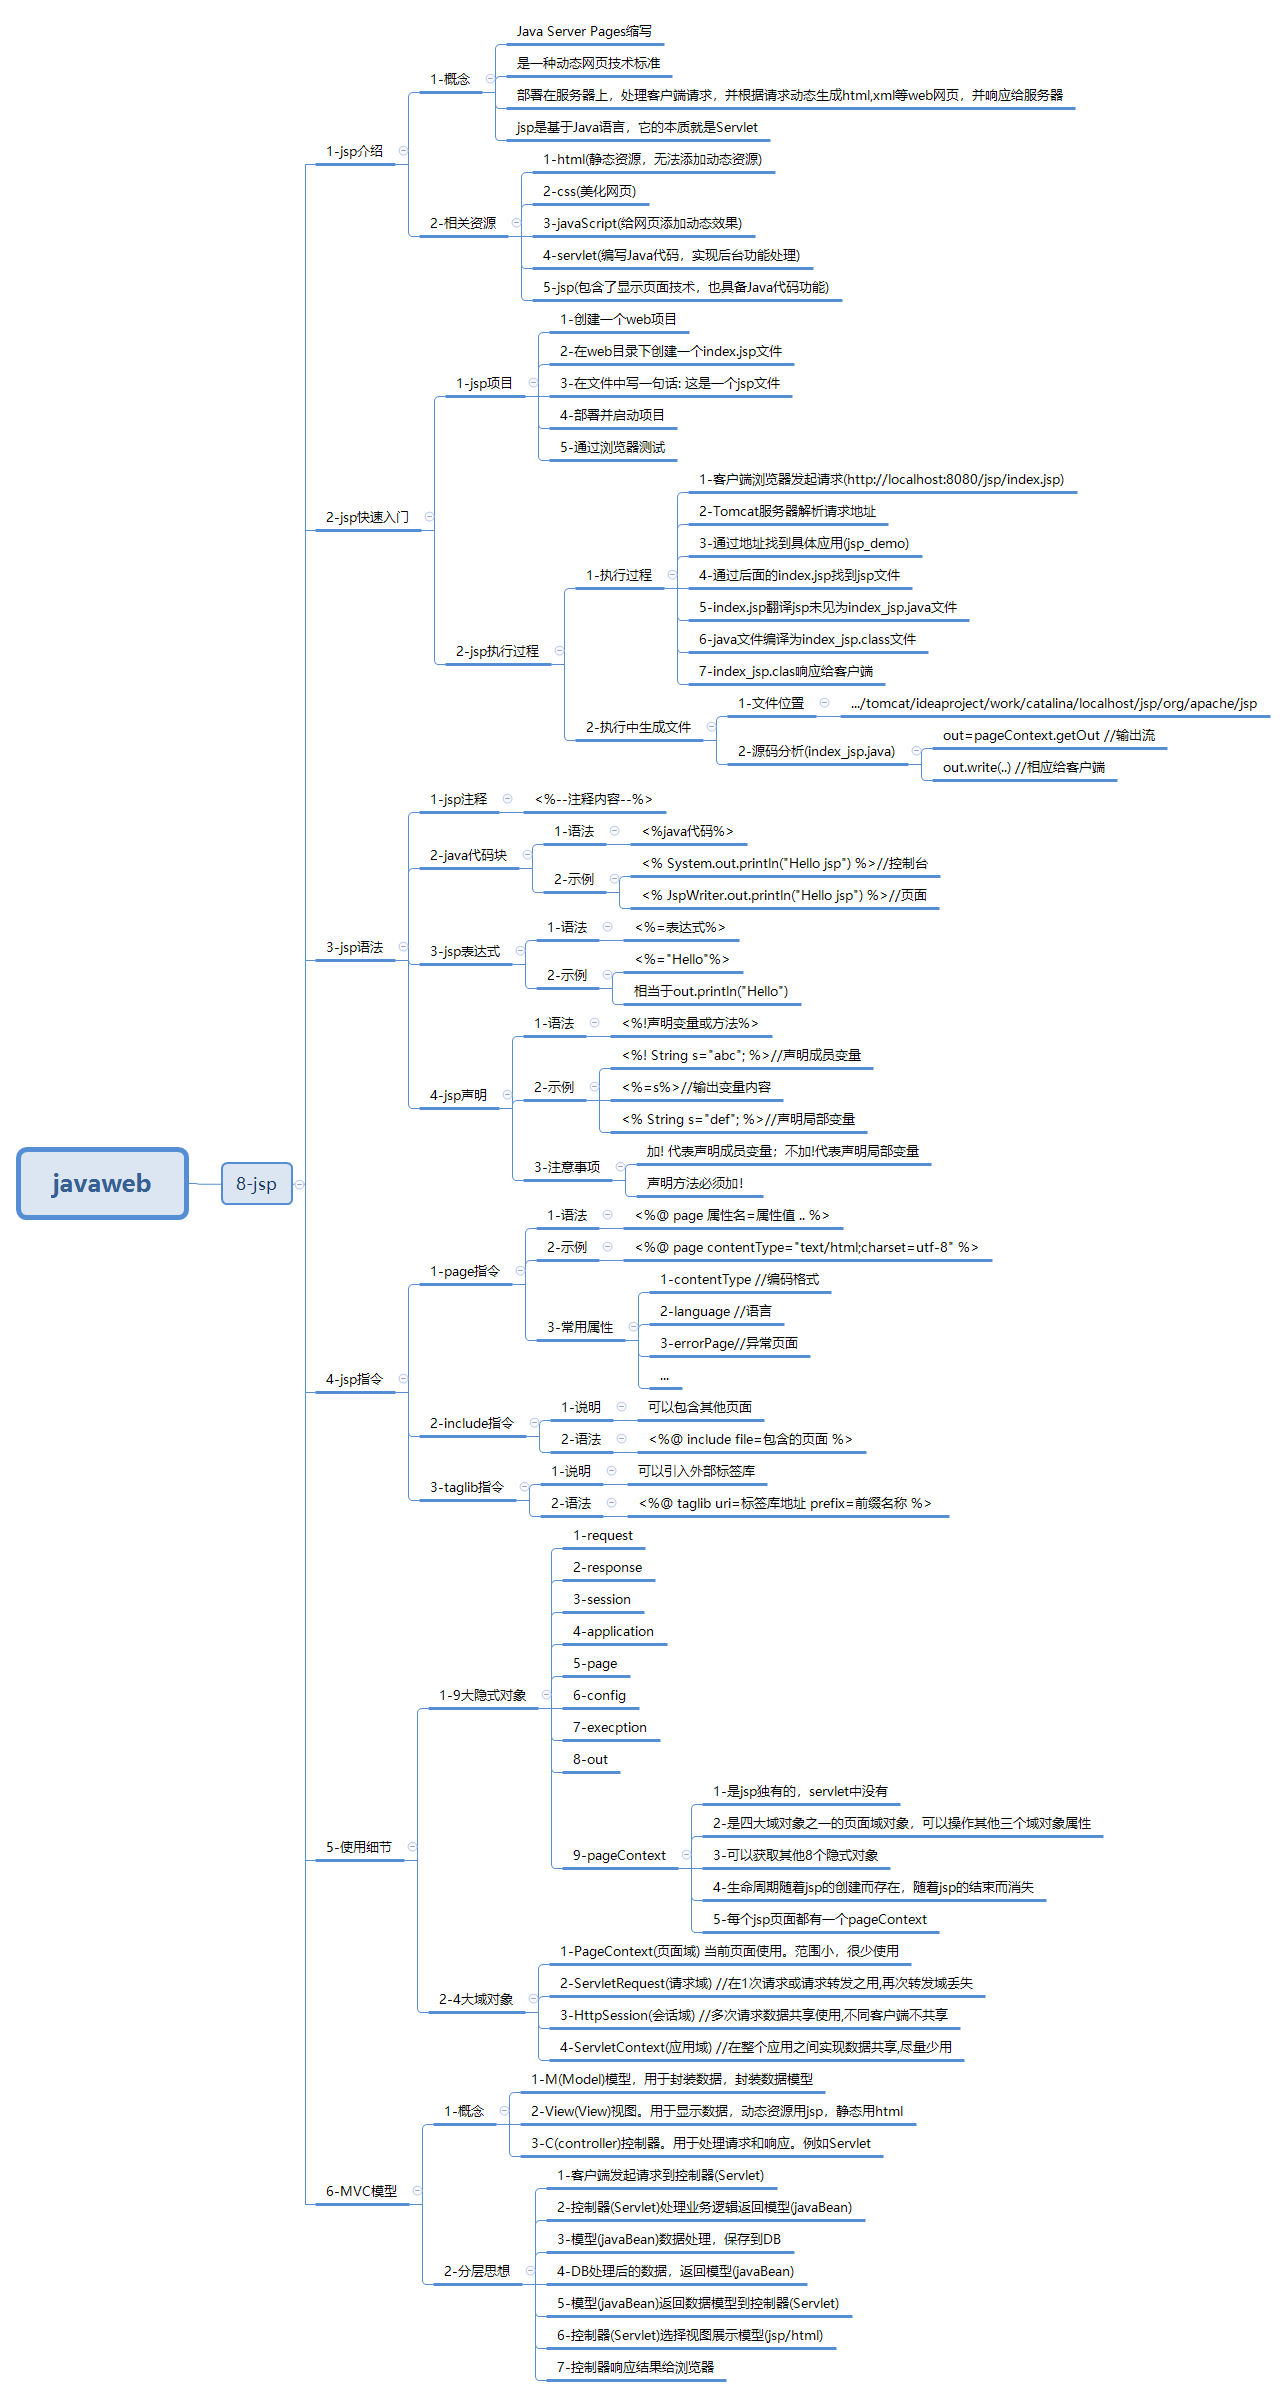 javaweb
8-jsp
1-jsp介绍
1-概念
Java Server Pages缩写
是一种动态网页技术标准
部署在服务器上，处理客户端请求，并根据请求动态生成html,xml等web网页，并响应给服务器
jsp是基于Java语言，它的本质就是Servlet
2-相关资源
1-html(静态资源，无法添加动态资源)
2-css(美化网页)
3-javaScript(给网页添加动态效果)
4-servlet(编写Java代码，实现后台功能处理)
5-jsp(包含了显示页面技术，也具备Java代码功能)
2-jsp快速入门
1-jsp项目
1-创建一个web项目
2-在web目录下创建一个index.jsp文件
3-在文件中写一句话: 这是一个jsp文件
4-部署并启动项目
5-通过浏览器测试
2-jsp执行过程
1-执行过程
1-客户端浏览器发起请求(http://localhost:8080/jsp/index.jsp)
2-Tomcat服务器解析请求地址
3-通过地址找到具体应用(jsp_demo)
4-通过后面的index.jsp找到jsp文件
5-index.jsp翻译jsp未见为index_jsp.java文件
6-java文件编译为index_jsp.class文件
7-index_jsp.clas响应给客户端
2-执行中生成文件
1-文件位置
.../tomcat/ideaproject/work/catalina/localhost/jsp/org/apache/jsp
2-源码分析(index_jsp.java)
out=pageContext.getOut //输出流
out.write(..) //相应给客户端
3-jsp语法
1-jsp注释
<%--注释内容--%>
2-java代码块
1-语法
<%java代码%>
2-示例
<% System.out.println("Hello jsp") %>//控制台
<% JspWriter.out.println("Hello jsp") %>//页面
3-jsp表达式
1-语法
<%=表达式%>
2-示例
<%="Hello"%>
相当于out.println("Hello")
4-jsp声明
1-语法
<%!声明变量或方法%>
2-示例
<%! String s="abc"; %>//声明成员变量
<%=s%>//输出变量内容
<% String s="def"; %>//声明局部变量
3-注意事项
加! 代表声明成员变量；不加!代表声明局部变量
声明方法必须加!
4-jsp指令
1-page指令
1-语法
<%@ page 属性名=属性值 .. %>
2-示例
<%@ page contentType="text/html;charset=utf-8" %>
3-常用属性
1-contentType //编码格式
2-language //语言
3-errorPage//异常页面
...
2-include指令
1-说明
可以包含其他页面
2-语法
<%@ include file=包含的页面 %>
3-taglib指令
1-说明
可以引入外部标签库
2-语法
<%@ taglib uri=标签库地址 prefix=前缀名称 %>
5-使用细节
1-9大隐式对象
1-request
2-response
3-session
4-application
5-page
6-config
7-execption
8-out
9-pageContext
1-是jsp独有的，servlet中没有
2-是四大域对象之一的页面域对象，可以操作其他三个域对象属性
3-可以获取其他8个隐式对象
4-生命周期随着jsp的创建而存在，随着jsp的结束而消失
5-每个jsp页面都有一个pageContext
2-4大域对象
1-PageContext(页面域) 当前页面使用。范围小，很少使用
2-ServletRequest(请求域) //在1次请求或请求转发之用,再次转发域丢失
3-HttpSession(会话域) //多次请求数据共享使用,不同客户端不共享
4-ServletContext(应用域) //在整个应用之间实现数据共享,尽量少用
6-MVC模型
1-概念
1-M(Model)模型，用于封装数据，封装数据模型
2-View(View)视图。用于显示数据，动态资源用jsp，静态用html
3-C(controller)控制器。用于处理请求和响应。例如Servlet
2-分层思想
1-客户端发起请求到控制器(Servlet)
2-控制器(Servlet)处理业务逻辑返回模型(javaBean)
3-模型(javaBean)数据处理，保存到DB
4-DB处理后的数据，返回模型(javaBean)
5-模型(javaBean)返回数据模型到控制器(Servlet)
6-控制器(Servlet)选择视图展示模型(jsp/html)
7-控制器响应结果给浏览器